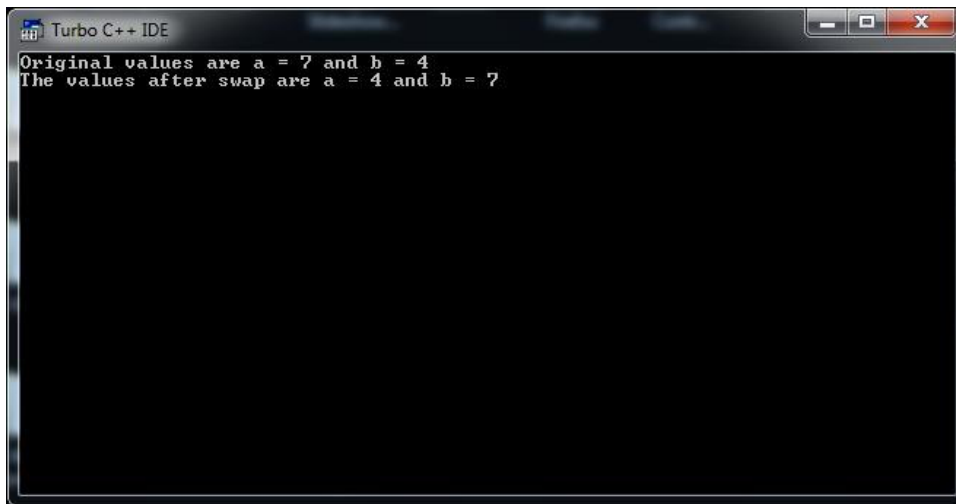 Turbo C++ IDE
Original values are a = 7 and b = 4
The values after swap are a = 4 and b = 7